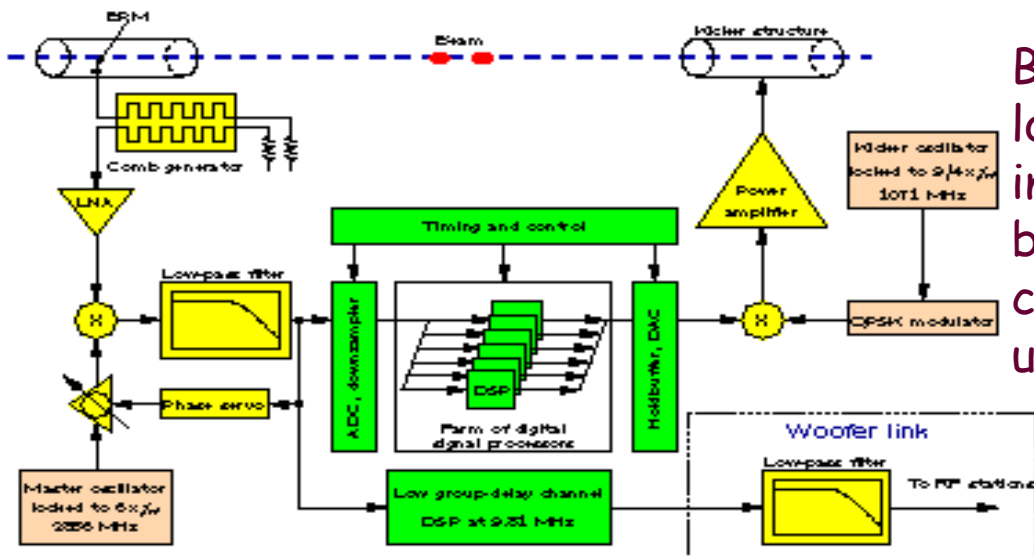 BPM
Beam
Kicker structure
Comb generator
LNA
Kicker oscillator
locked to 9/4 x f_rf
1071 MHz
Power
amplifier
Timing and control
Low-pass filter
X
X
QPSK modulator
ADC, downsampler
DSP
Holdbuffer, DAC
Phase servo
Farm of digital
signal processors
Woofer link
Low-pass filter
To RF stations
Master oscillator
locked to 6 x f_rf
2856 MHz
Low group-delay channel
DSP at 9.81 MHz